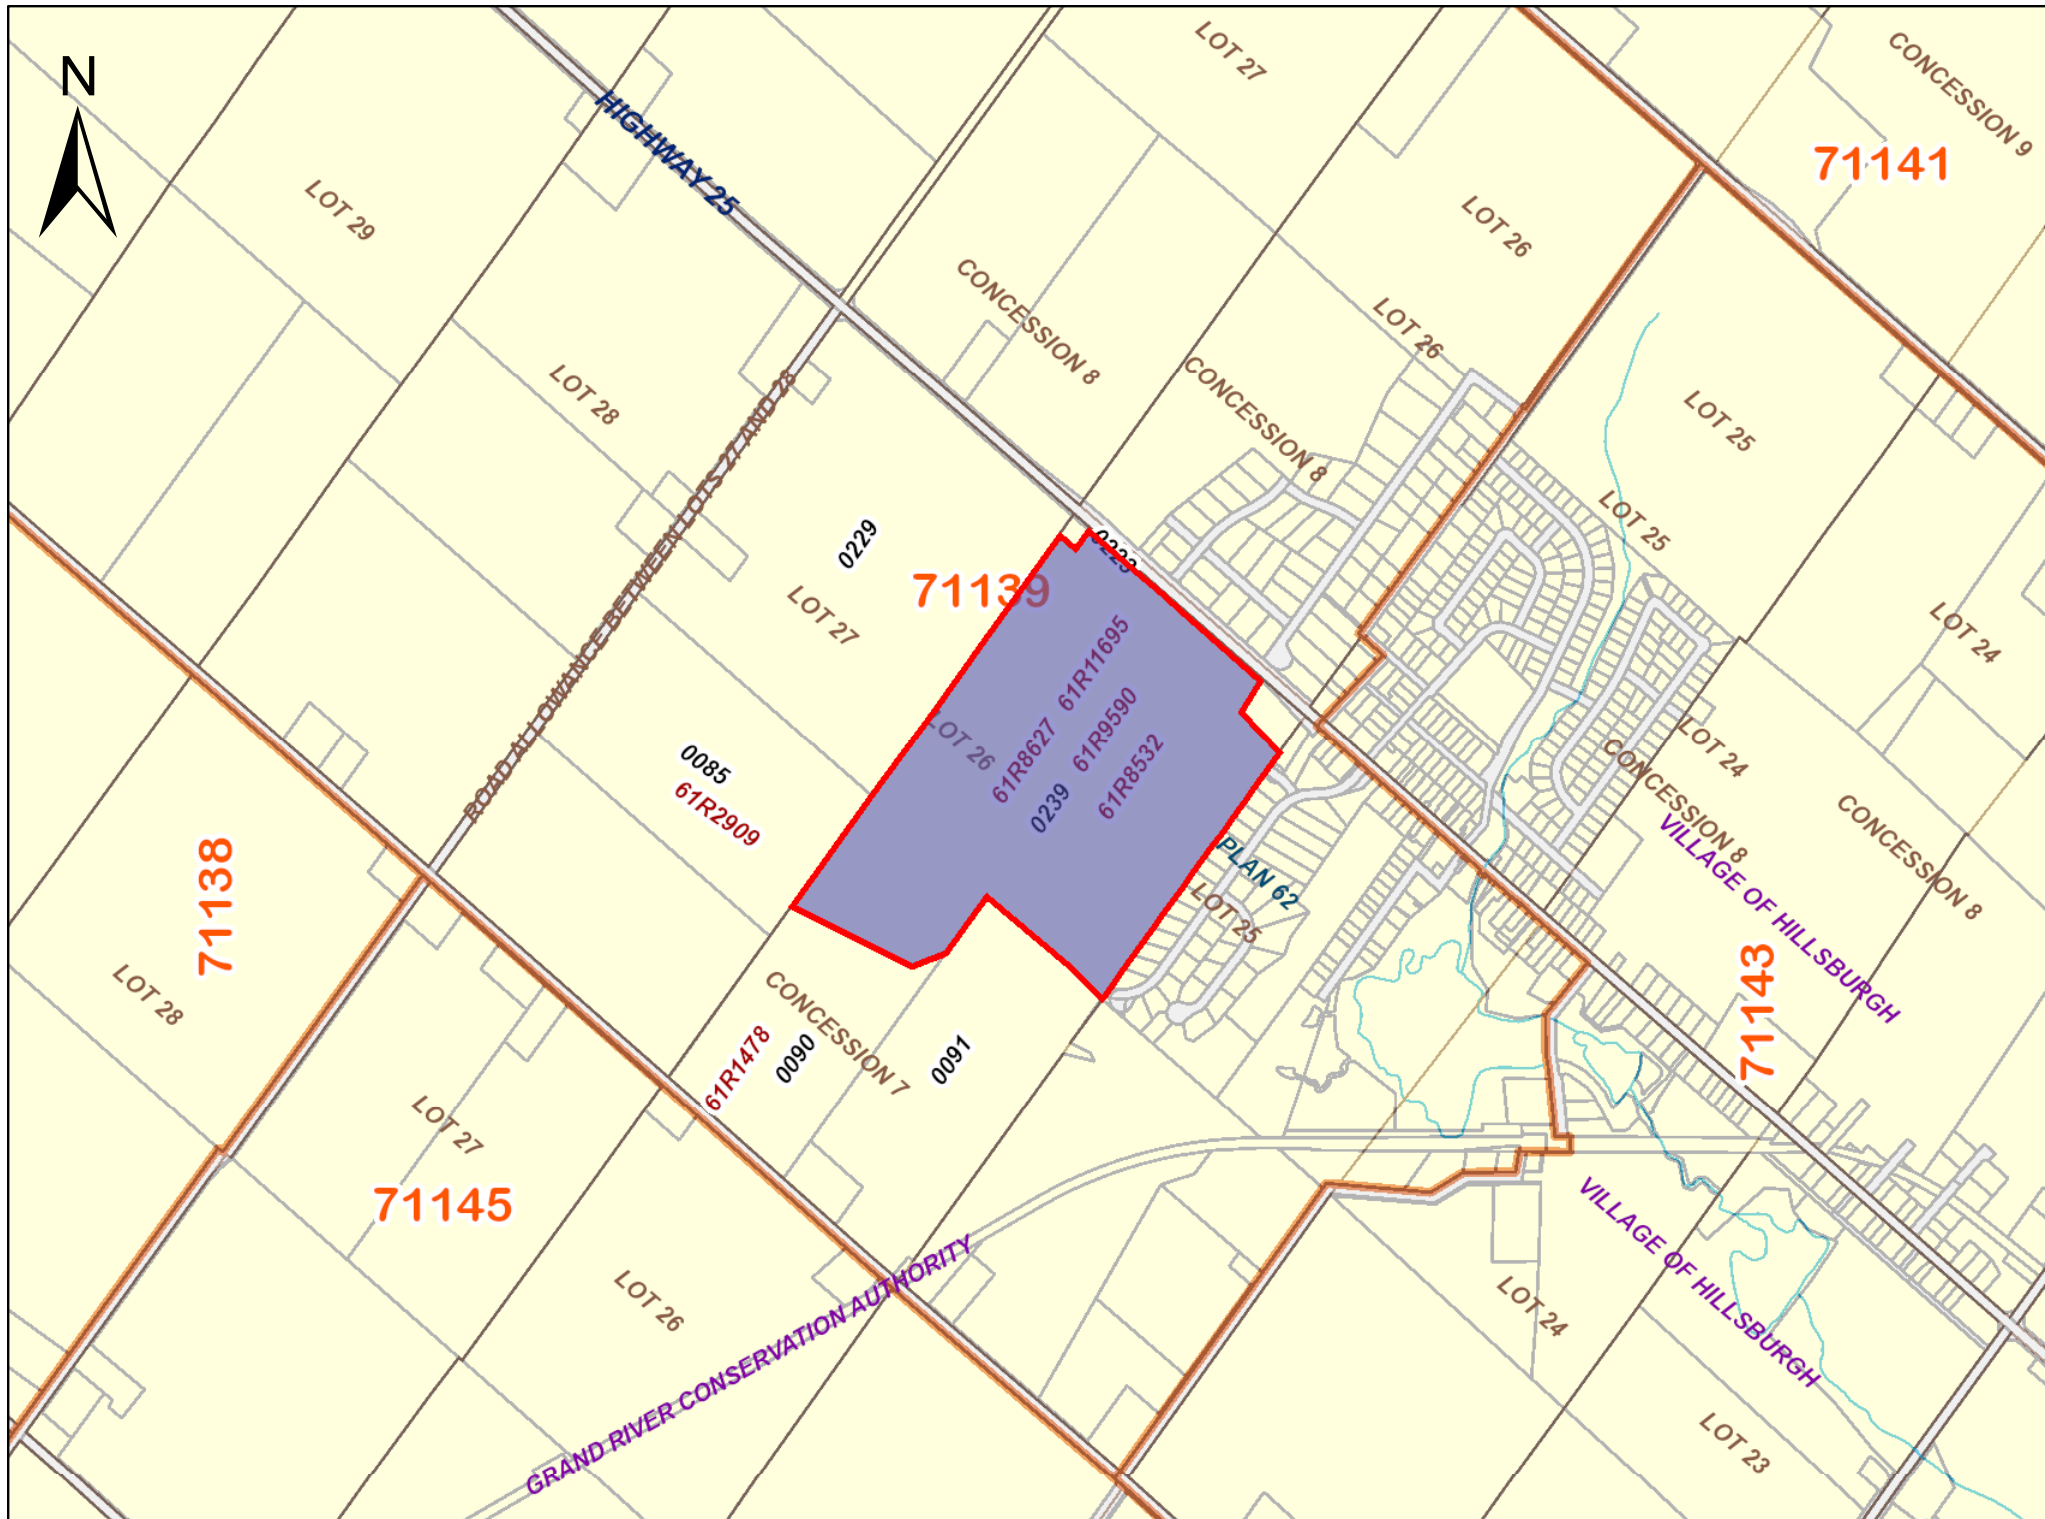 N
LOT 27
CONCESSION 9
71141
HIGHWAY 25
LOT 29
LOT 26
CONCESSION 8
LOT 26
CONCESSION 8
LOT 28
LOT 25
LOT 25
ROAD ALLOWANCE BETWEEN LOTS 27 AND 28
0229
0223
71139
LOT 27
LOT 24
61R11695
61R9590
61R8627
LOT 26
0239
61R8532
LOT 24
CONCESSION 8
CONCESSION 8
0085
61R2909
PLAN 62
LOT 25
VILLAGE OF HILLSBURGH
71138
LOT 28
71143
CONCESSION 7
61R1478
0090
0091
LOT 27
71145
LOT 26
GRAND RIVER CONSERVATION AUTHORITY
VILLAGE OF HILLSBURGH
LOT 24
LOT 23